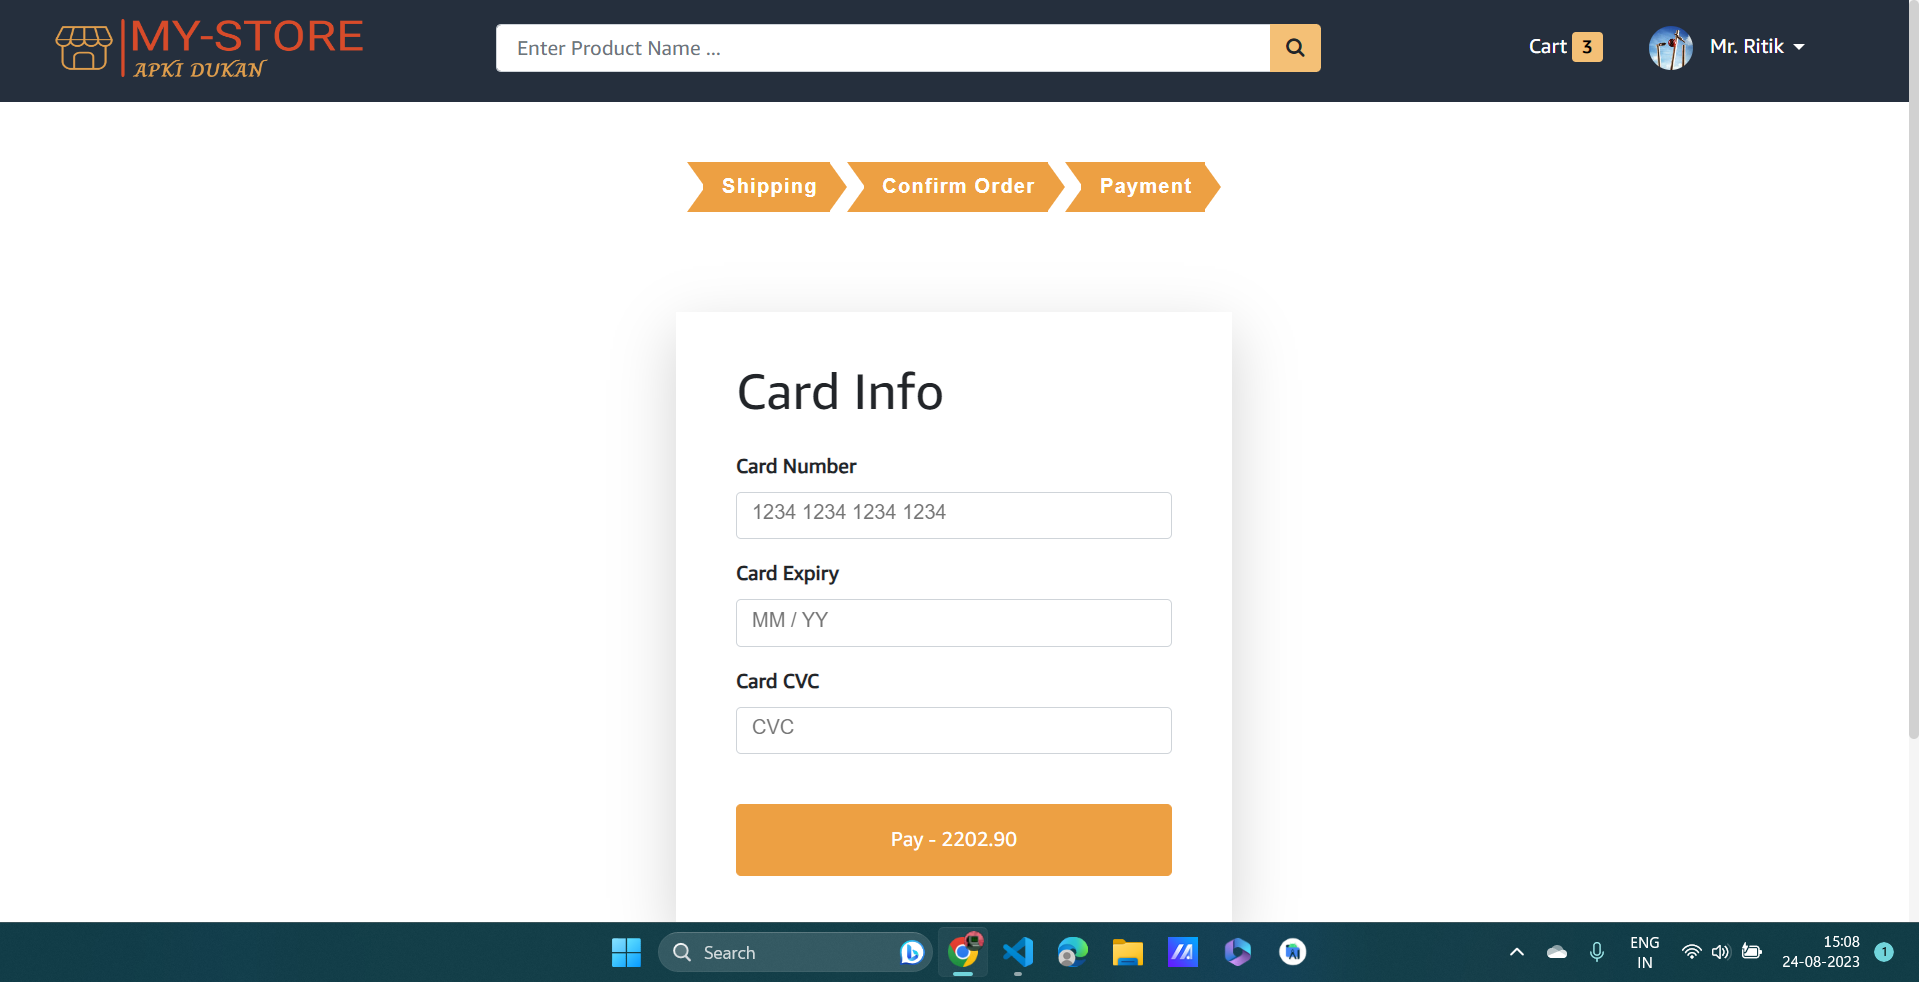 MY-STORE
APKI DUKAN
Enter Product Name ...
Cart 3
Mr. Ritik
Shipping
Confirm Order
Payment
Card Info
Card Number
1234 1234 1234 1234
Card Expiry
MM / YY
Card CVC
CVC
Pay - 2202.90
Search
ENG
IN
15:08
24-08-2023
1